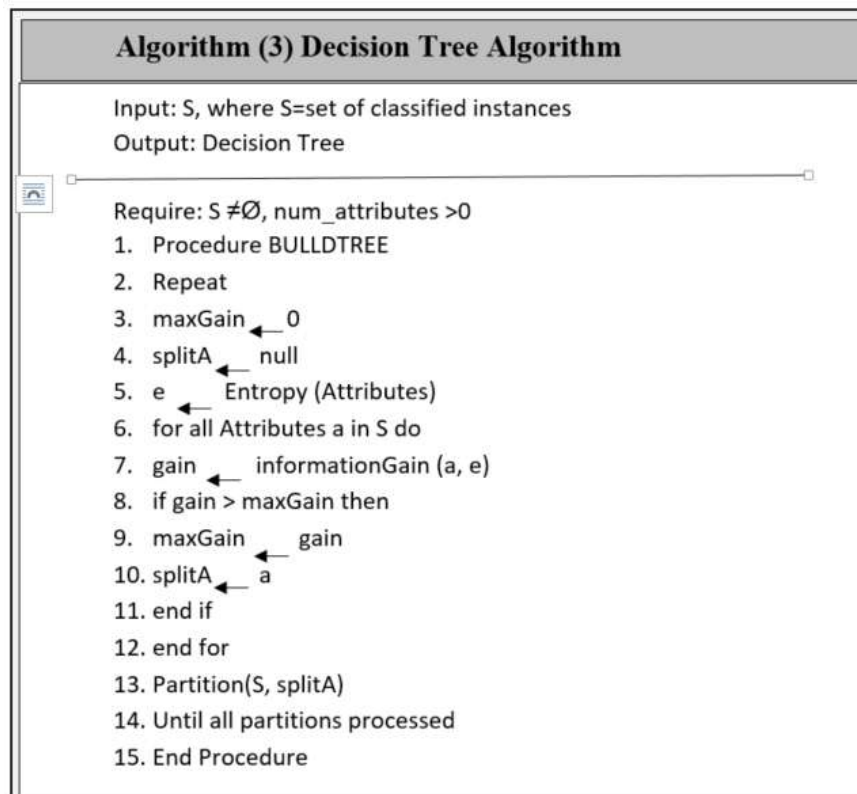 Algorithm (3) Decision Tree Algorithm
Input: S, where S=set of classified instances
Output: Decision Tree
Require: S ≠Ø, num_attributes >0
1. Procedure BULLDTREE
2. Repeat
3. maxGain ← 0
4. splitA ← null
5. e ← Entropy (Attributes)
6. for all Attributes a in S do
7. gain ← informationGain (a, e)
8. if gain > maxGain then
9. maxGain ← gain
10. splitA ← a
11. end if
12. end for
13. Partition(S, splitA)
14. Until all partitions processed
15. End Procedure